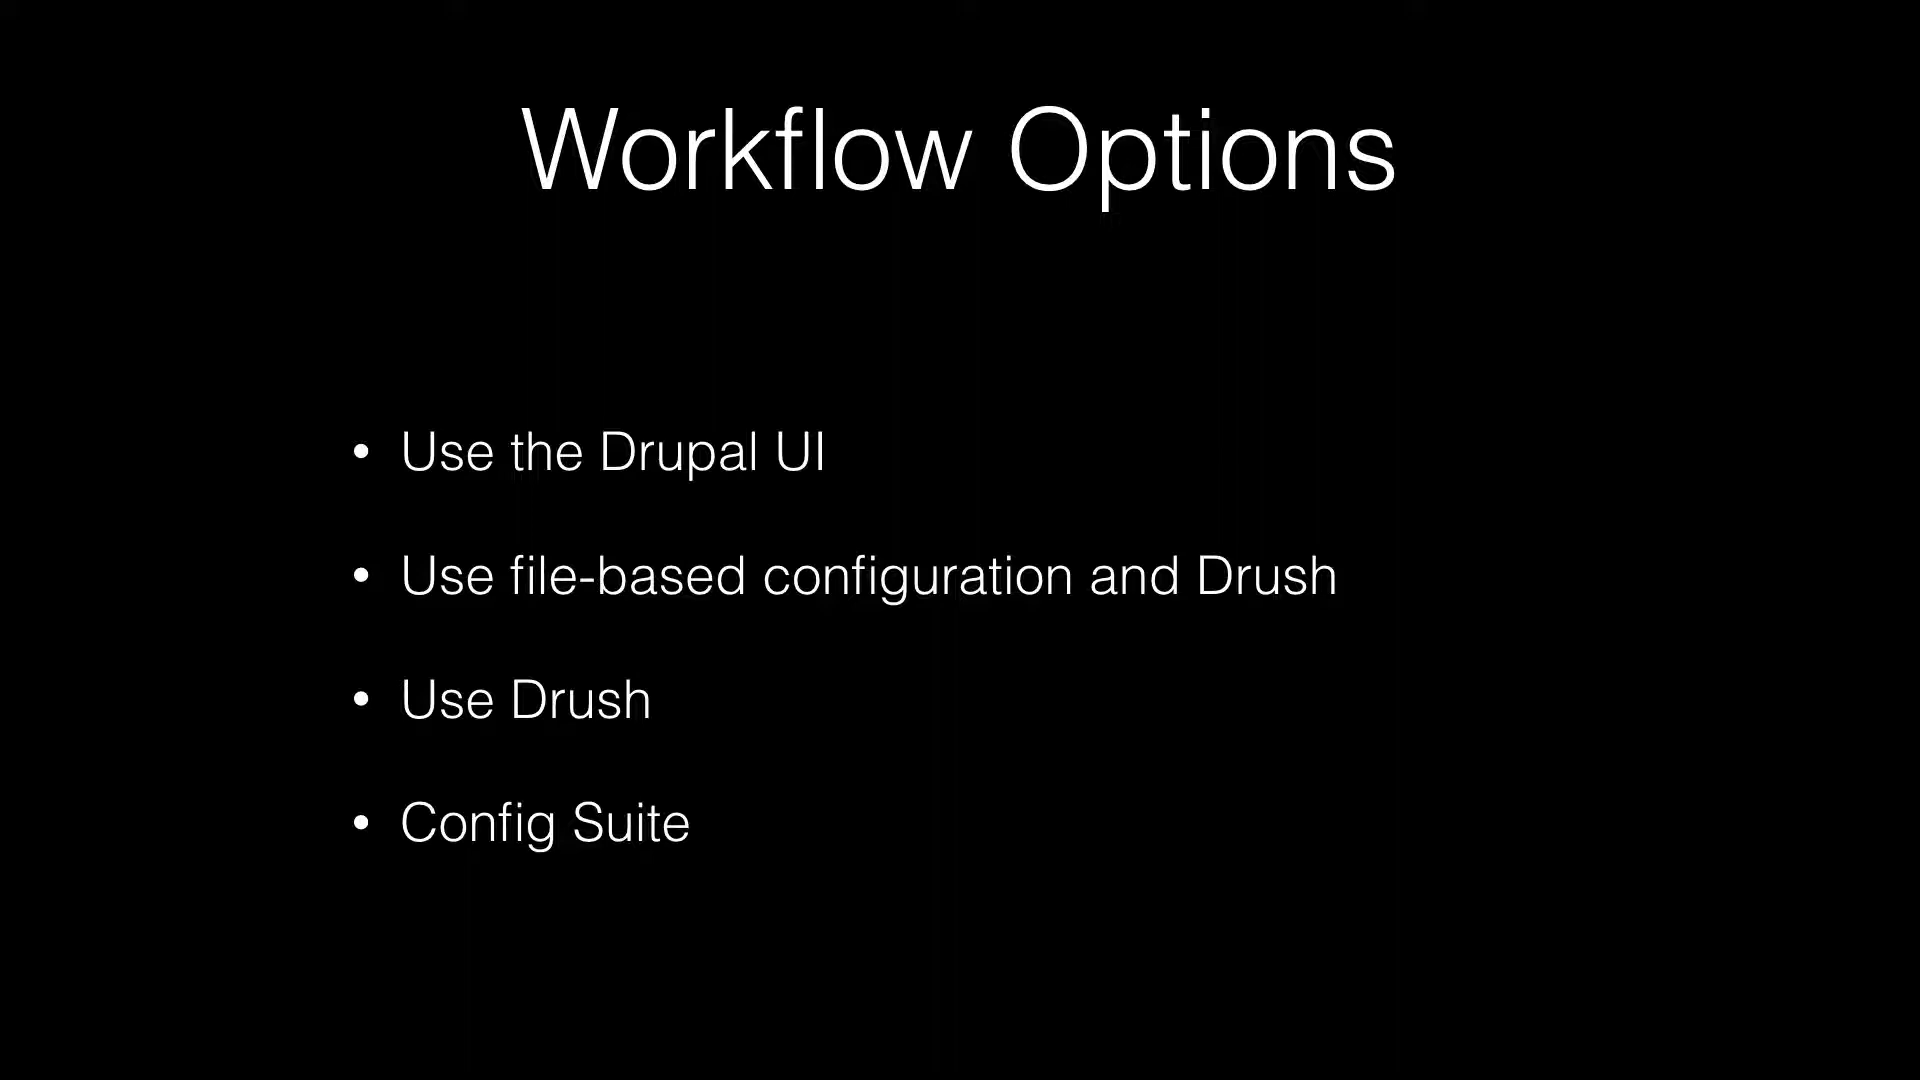 Workflow Options
• Use the Drupal UI
• Use file-based configuration and Drush
• Use Drush
• Config Suite